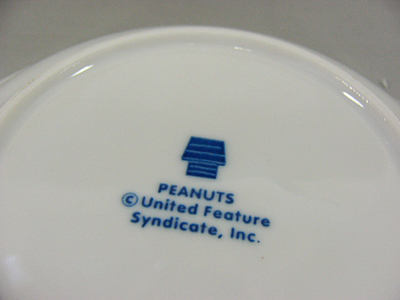 PEANUTS
© United Feature
Syndicate, Inc.